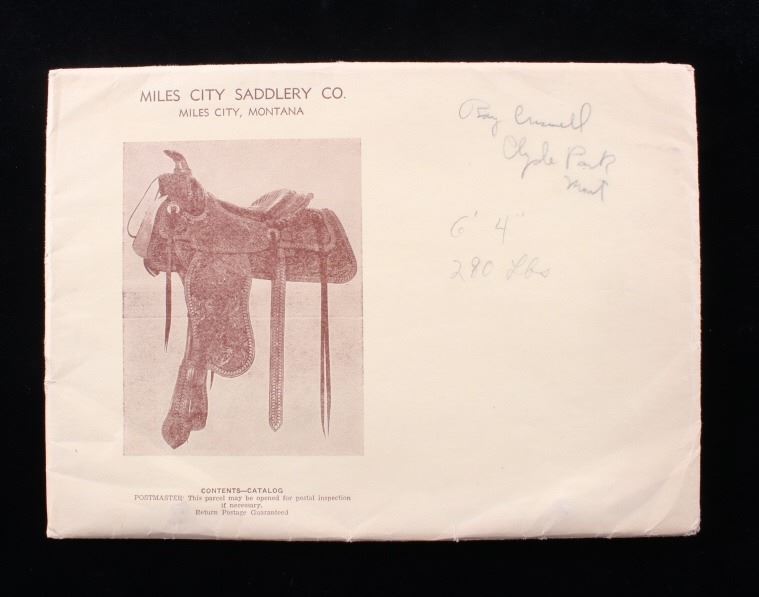 MILES CITY SADDLERY CO.
MILES CITY, MONTANA
CONTENTS—CATALOG
POSTMASTER: This parcel may be opened for postal inspection
if necessary.
Return Postage Guaranteed
Clyde Park
Mont
6' 4"
290 Lbs